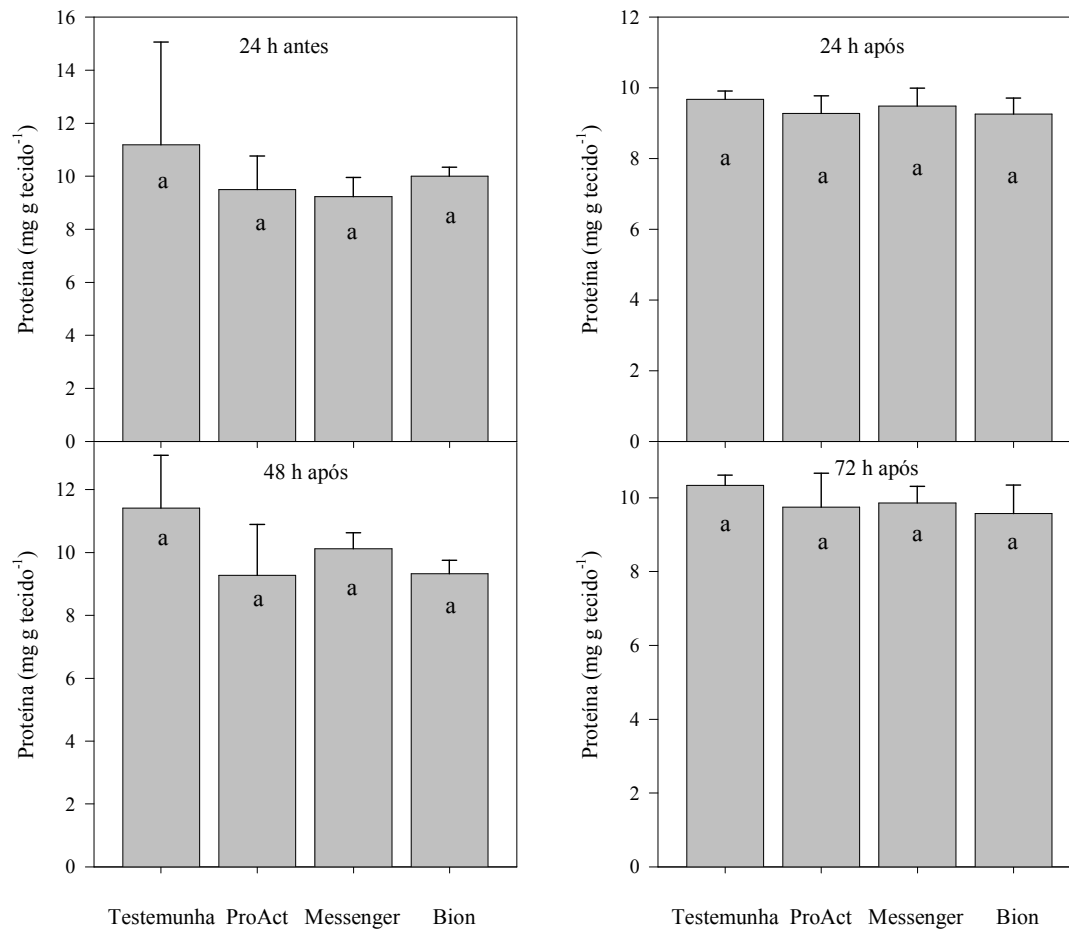 16
14
12
10
8
6
4
2
0
Proteína (mg g tecido-1)
24 h antes
a
a
a
a
12
10
8
6
4
2
0
Proteína (mg g tecido-1)
24 h após
a
a
a
a
12
10
8
6
4
2
0
Proteína (mg g tecido-1)
48 h após
a
a
a
a
Testemunha ProAct Messenger Bion
10
8
6
4
2
0
Proteína (mg g tecido-1)
72 h após
a
a
a
a
Testemunha ProAct Messenger Bion